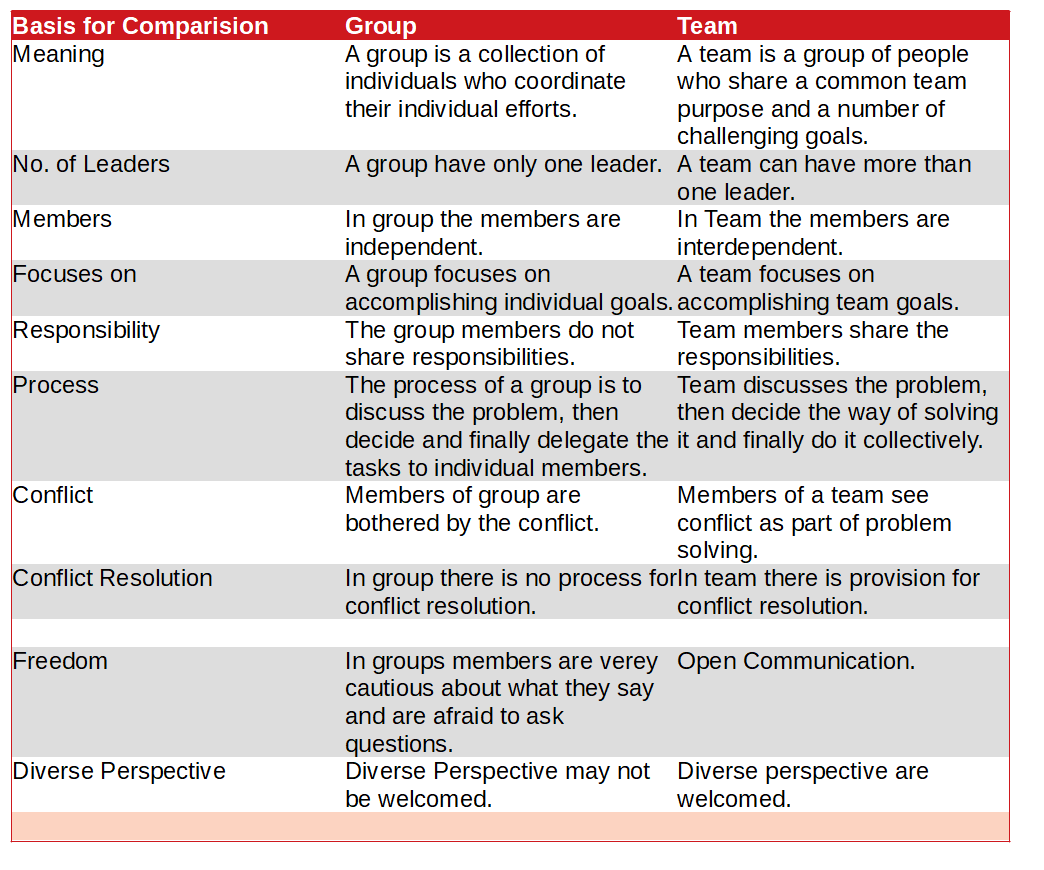 Basis for Comparision Group Team
Meaning A group is a collection of A team is a group of people
individuals who coordinate who share a common team
their individual efforts. purpose and a number of
challenging goals.
No. of Leaders A group have only one leader. A team can have more than
one leader.
Members In group the members are In Team the members are
independent. interdependent.
Focuses on A group focuses on A team focuses on
accomplishing individual goals. accomplishing team goals.
Responsibility The group members do not Team members share the
share responsibilities. responsibilities.
Process The process of a group is to Team discusses the problem,
discuss the problem, then then decide the way of solving
decide and finally delegate the it and finally do it collectively.
tasks to individual members.
Conflict Members of group are Members of a team see
bothered by the conflict. conflict as part of problem
solving.
Conflict Resolution In group there is no process for In team there is provision for
conflict resolution. conflict resolution.
Freedom In groups members are verey Open Communication.
cautious about what they say
and are afraid to ask
questions.
Diverse Perspective Diverse Perspective may not Diverse perspective are
be welcomed. welcomed.